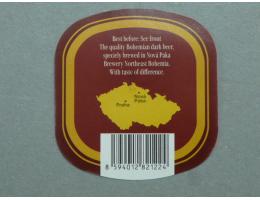 Best before: See front
The quality Bohemian dark beer,
specialy brewed in Nová Paka
Brewery Northeast Bohemia.
With taste of difference.
Nová
Paka
Praha
8 594012 821224